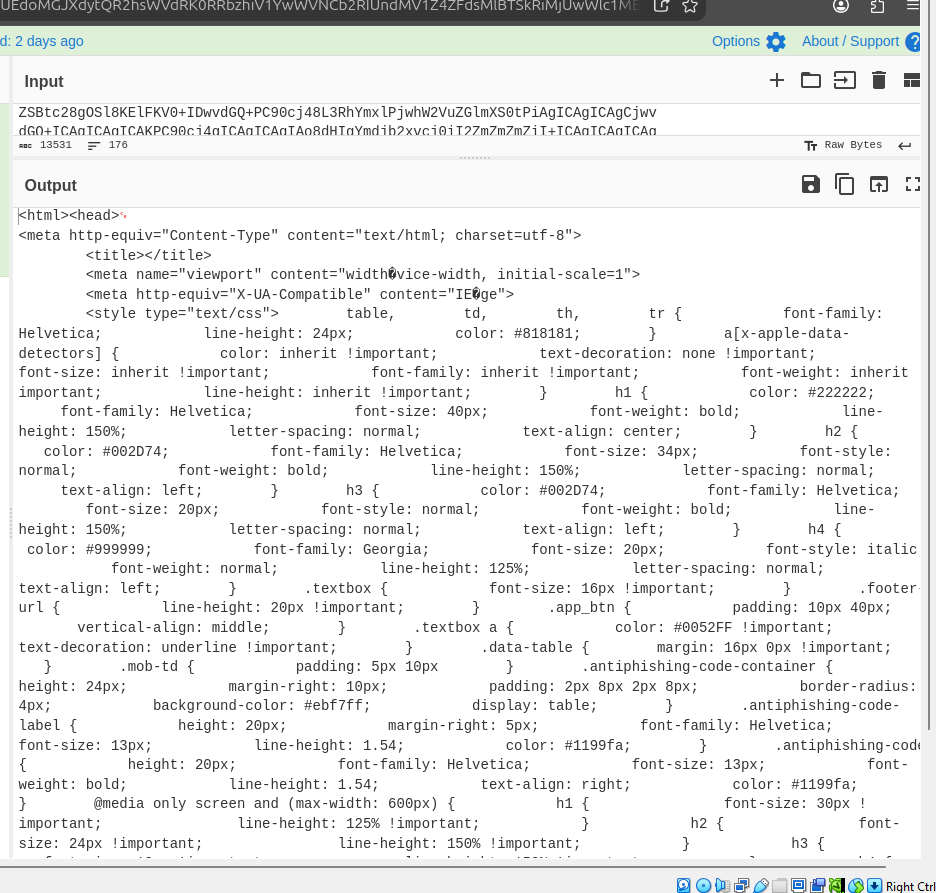 UEdoMGJXdytQR2hsWVdRK0RRbzhiV1YwWVNCb2RIUndMV1Z4ZFdsMlBTSkRiMjUwWlc1ME
d: 2 days ago Options About / Support ?
Input
ZSBtc28gOSl8KElFKV0+IDwvdGQ+PC90cj48L3RhYmxlPjwhW2VuZGlmXS0tPiAgICAgICAgCjwv
dGQ+ICAgICAgICAKPC90cj4gICAgICAgIAo8dHIgYmdjb2xvcj0iI2ZmZmZmZiI+ICAgICAgICAg
ABC 13531 176 Tr Raw Bytes
Output
<html><head>
<meta http-equiv="Content-Type" content="text/html; charset=utf-8">
<title></title>
<meta name="viewport" content="width�vice-width, initial-scale=1">
<meta http-equiv="X-UA-Compatible" content="IE�ge">
<style type="text/css"> table, td, th, tr { font-family:
Helvetica; line-height: 24px; color: #818181; } a[x-apple-data-
detectors] { color: inherit !important; text-decoration: none !important;
font-size: inherit !important; font-family: inherit !important; font-weight: inherit
important; line-height: inherit !important; } h1 { color: #222222;
font-family: Helvetica; font-size: 40px; font-weight: bold; line-
height: 150%; letter-spacing: normal; text-align: center; } h2 {
color: #002D74; font-family: Helvetica; font-size: 34px; font-style:
normal; font-weight: bold; line-height: 150%; letter-spacing: normal;
text-align: left; } h3 { color: #002D74; font-family: Helvetica;
font-size: 20px; font-style: normal; font-weight: bold; line-
height: 150%; letter-spacing: normal; text-align: left; } h4 {
color: #999999; font-family: Georgia; font-size: 20px; font-style: italic
font-weight: normal; line-height: 125%; letter-spacing: normal;
text-align: left; } .textbox { font-size: 16px !important; } .footer-
url { line-height: 20px !important; } .app_btn { padding: 10px 40px;
vertical-align: middle; } .textbox a { color: #0052FF !important;
text-decoration: underline !important; } .data-table { margin: 16px 0px !important;
} .mob-td { padding: 5px 10px } .antiphishing-code-container {
height: 24px; margin-right: 10px; padding: 2px 8px 2px 8px; border-radius:
4px; background-color: #ebf7ff; display: table; } .antiphishing-code-
label { height: 20px; margin-right: 5px; font-family: Helvetica;
font-size: 13px; line-height: 1.54; color: #1199fa; } .antiphishing-code
{ height: 20px; font-family: Helvetica; font-size: 13px; font-
weight: bold; line-height: 1.54; text-align: right; color: #1199fa;
} @media only screen and (max-width: 600px) { h1 { font-size: 30px !
important; line-height: 125% !important; } h2 { font-
size: 24px !important; line-height: 150% !important; } h3 {
Right Ctrl